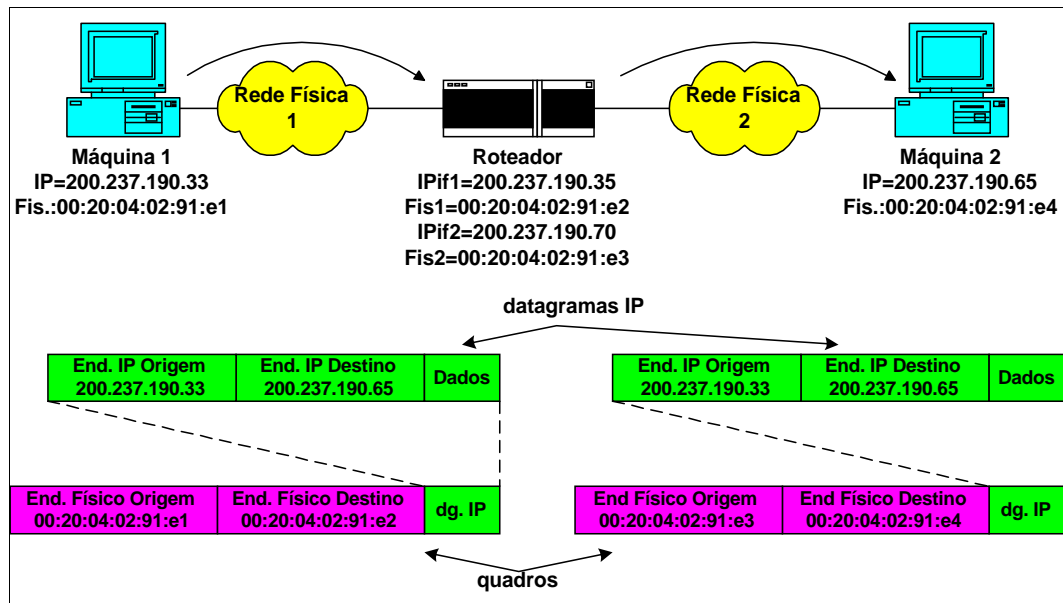 Rede Física
1
Rede Física
2
Máquina 1
IP=200.237.190.33
Fis.:00:20:04:02:91:e1
Roteador
IPif1=200.237.190.35
Fis1=00:20:04:02:91:e2
IPif2=200.237.190.70
Fis2=00:20:04:02:91:e3
Máquina 2
IP=200.237.190.65
Fis.:00:20:04:02:91:e4
datagramas IP
End. IP Origem
200.237.190.33
End. IP Destino
200.237.190.65
Dados
End. IP Origem
200.237.190.33
End. IP Destino
200.237.190.65
Dados
End. Físico Origem
00:20:04:02:91:e1
End. Físico Destino
00:20:04:02:91:e2
dg. IP
End Físico Origem
00:20:04:02:91:e3
End Físico Destino
00:20:04:02:91:e4
dg. IP
quadros